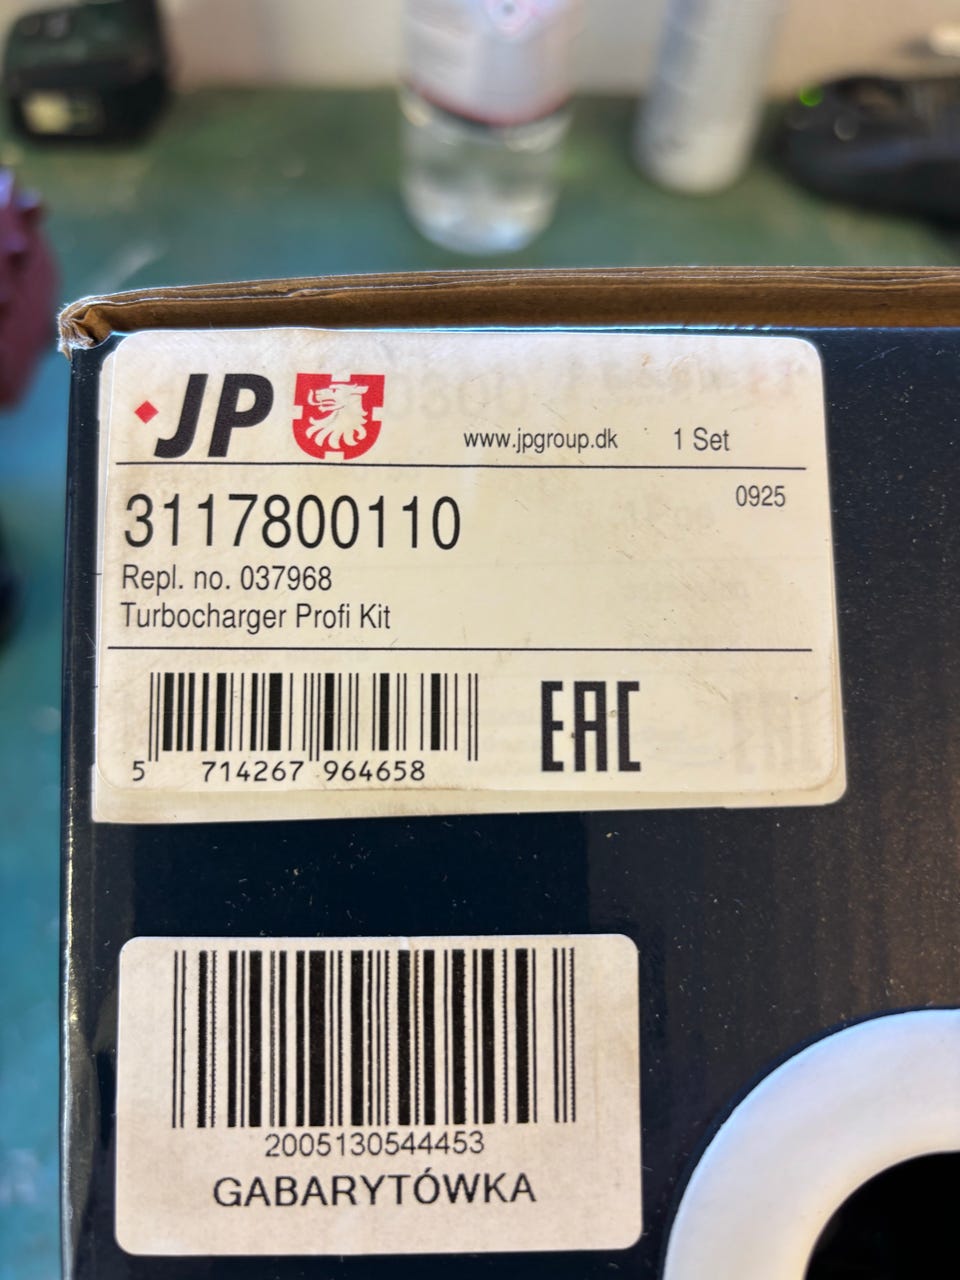 JP
www.jpgroup.dk 1 Set
3117800110 0925
Repl. no. 037968
Turbocharger Profi Kit
5 714267 964658
EAC
2005130544453
GABARYTÓWKA